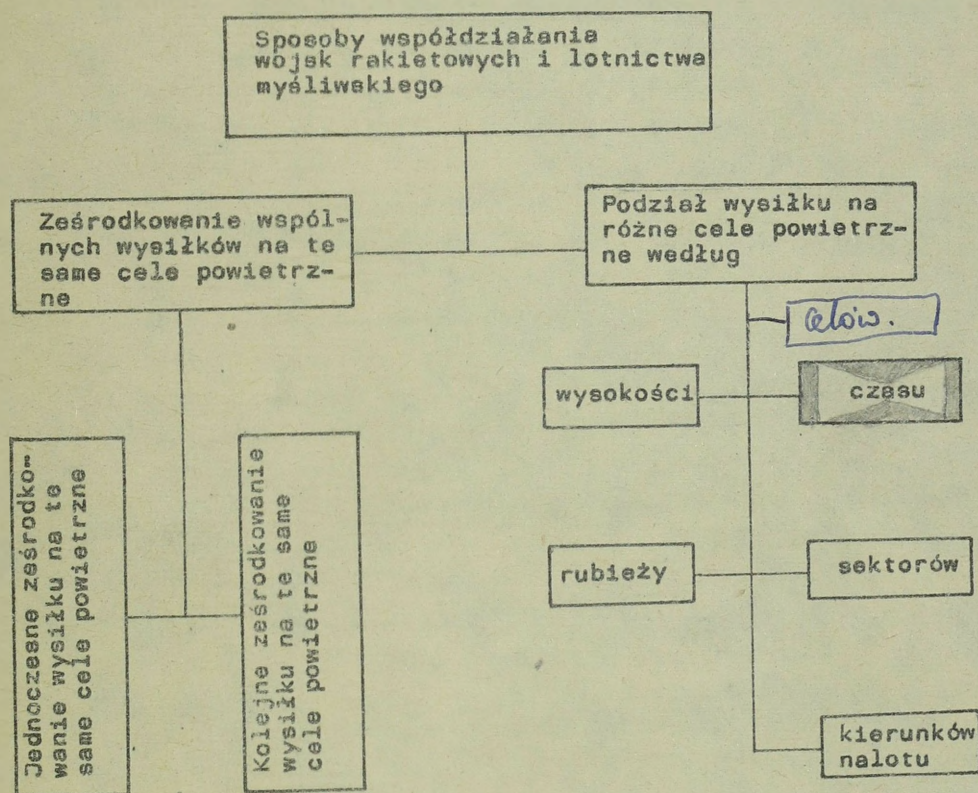 Sposoby współdziałania
wojsk rakietowych i lotnictwa
myśliwskiego
Ześrodkowanie wspól-
nych wysiłków na te
same cele powietrz-
ne
Podział wysiłku na
różne cele powietrz-
ne według
celów.
wysokości
czasu
Jednoczesne ześrodko-
wanie wysiłku na te
same cele powietrzne
Kolejne ześrodkowanie
wysiłku na te same
cele powietrzne
rubieży
sektorów
kierunków
nalotu